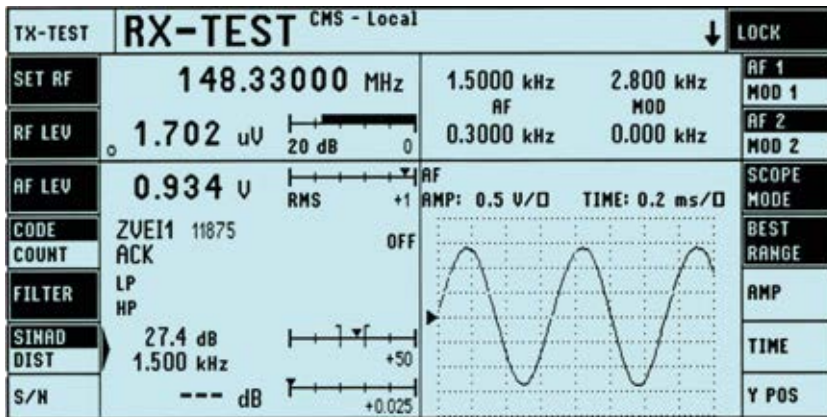 TX-TEST
RX-TEST CMS - Local
LOCK
SET RF
148.33000 MHz
1.5000 kHz 2.800 kHz
AF MOD
0.3000 kHz 0.000 kHz
AF 1
MOD 1
RF LEV
1.702 uV
20 dB 0
AF 2
MOD 2
AF LEV
0.934 V
RMS +1
AF
AMP: 0.5 V/□ TIME: 0.2 ms/□
SCOPE
MODE
CODE
COUNT
ZVEI1 11875
ACK
OFF
BEST
RANGE
FILTER
LP
HP
AMP
SINAD
DIST
27.4 dB
1.500 kHz
+50
TIME
S/N
--- dB
+0.025
Y POS